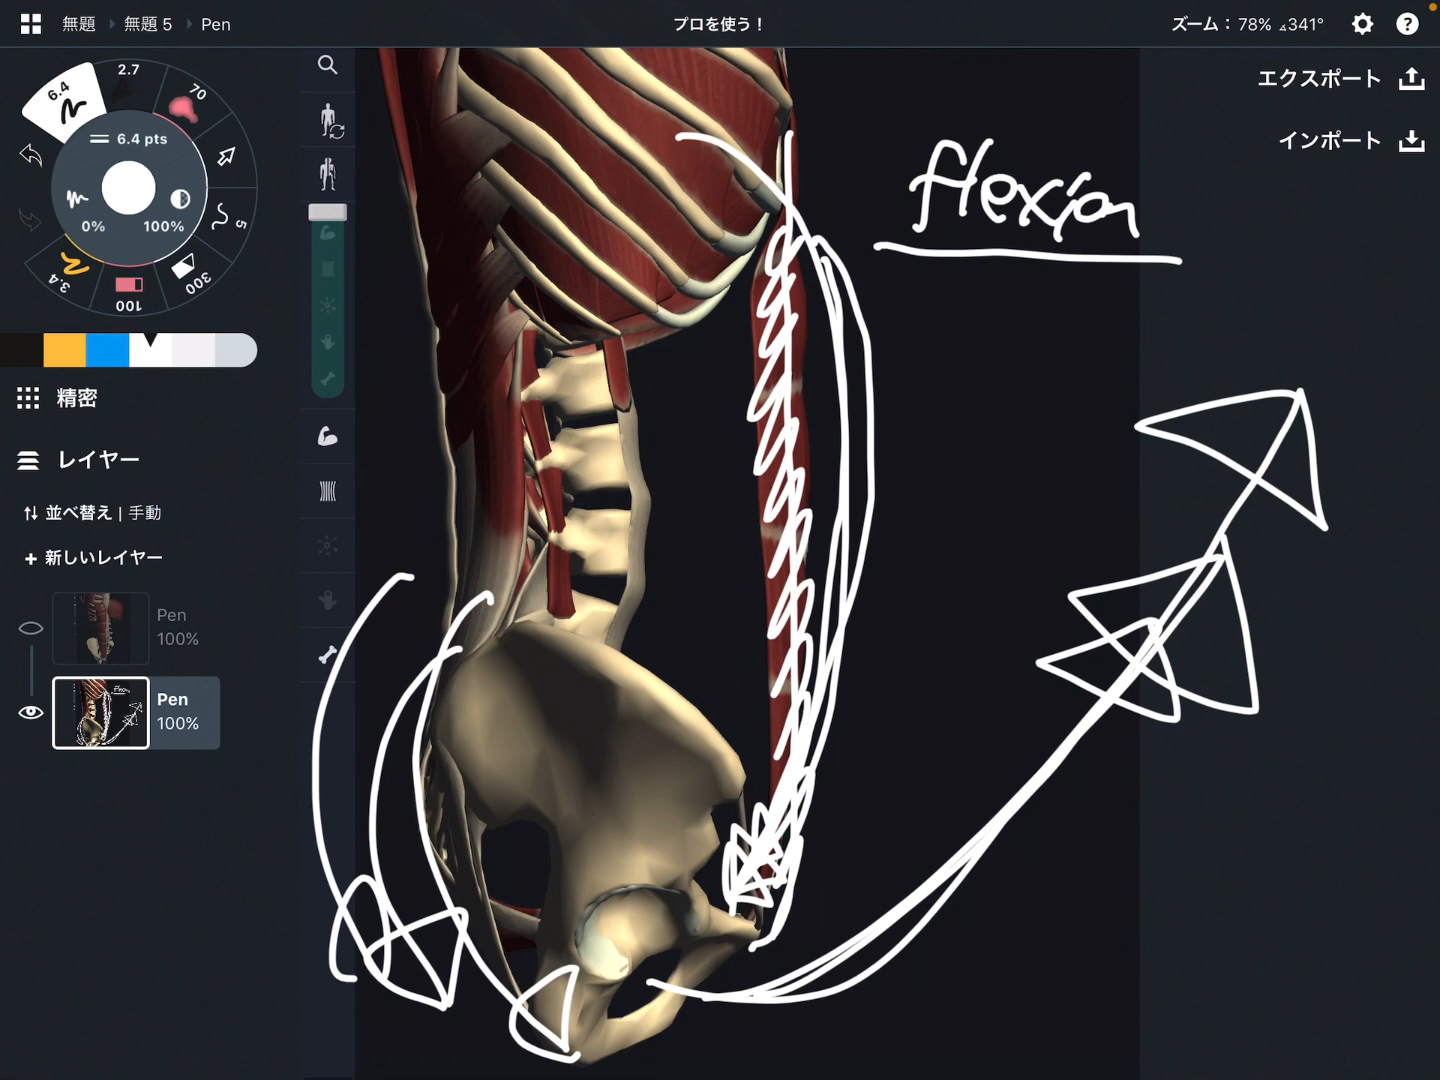 無題 無題 5 Pen
プロを使う！
ズーム：78% ⊿341°
エクスポート
インポート
2.7
6.4
70
6.4 pts
0% 100%
5
3.4
100
300
精密
レイヤー
並べ替え | 手動
+ 新しいレイヤー
Pen
100%
Pen
100%
flexion